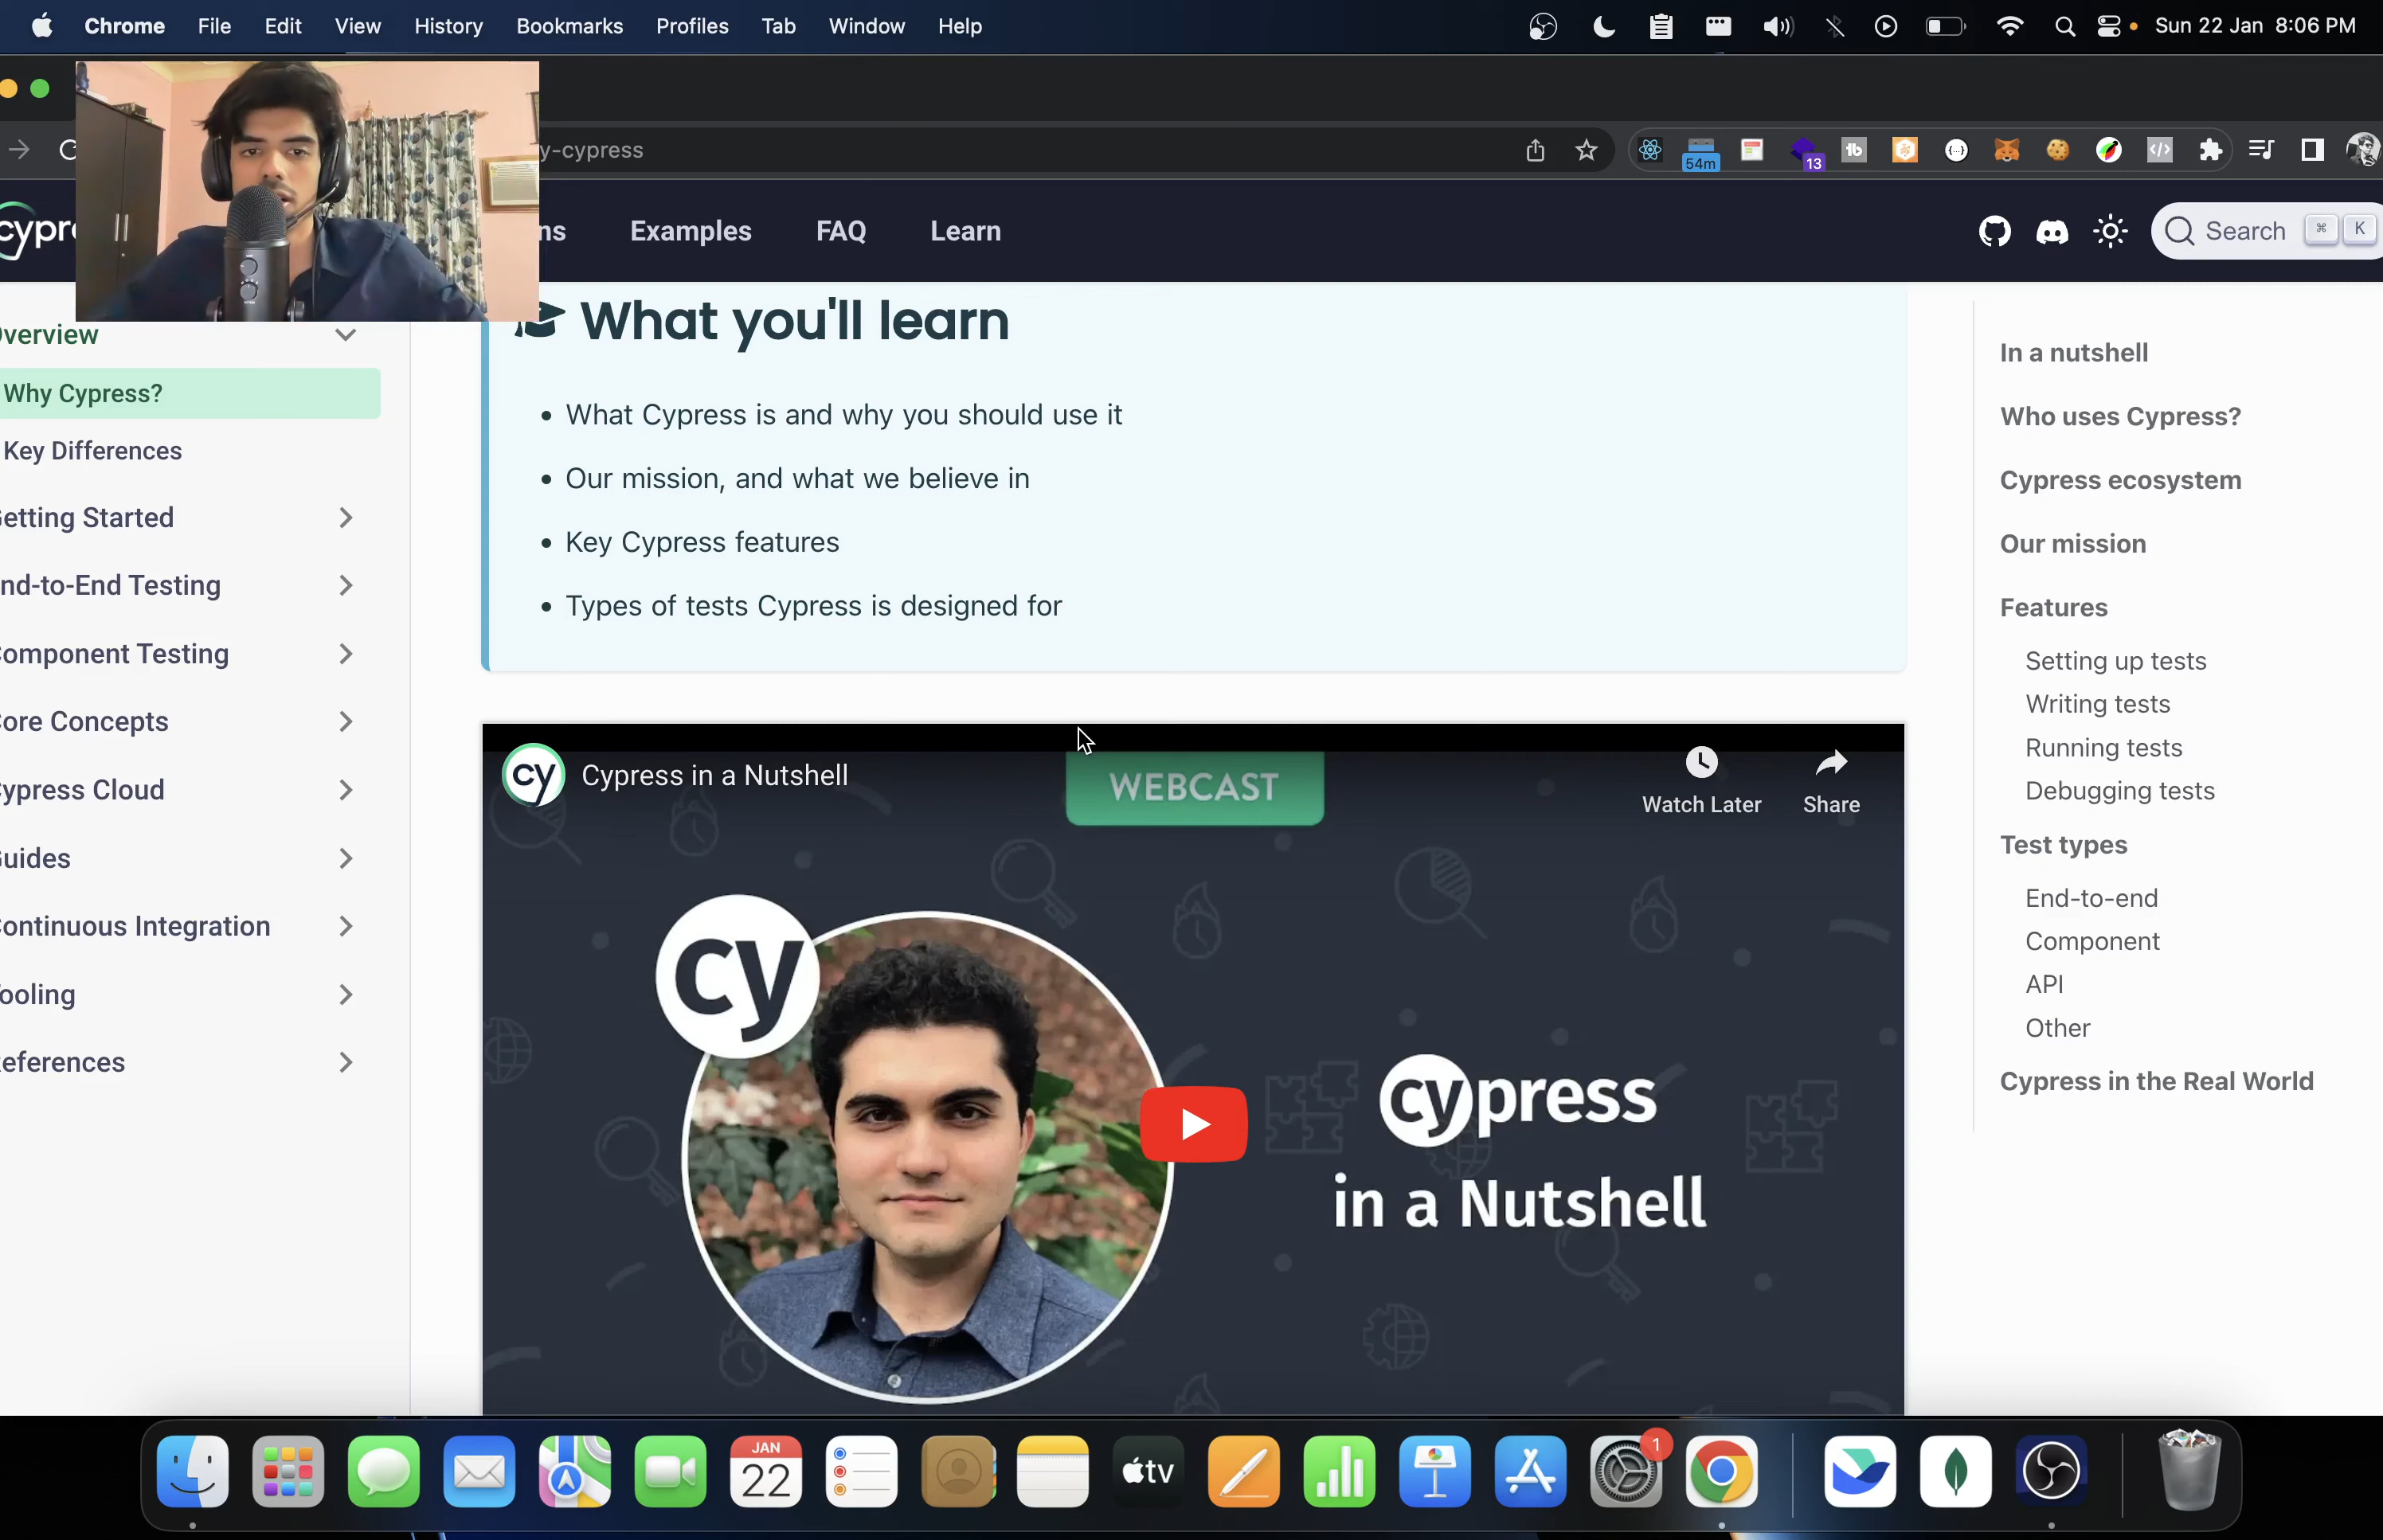 Chrome File Edit View History Bookmarks Profiles Tab Window Help
Sun 22 Jan 8:06 PM
y-cypress
54m
13
cypr
ns Examples FAQ Learn
Search ⌘ K
verview
Why Cypress?
Key Differences
etting Started
nd-to-End Testing
omponent Testing
ore Concepts
ypress Cloud
uides
ontinuous Integration
ooling
eferences
What you'll learn
• What Cypress is and why you should use it
• Our mission, and what we believe in
• Key Cypress features
• Types of tests Cypress is designed for
cy Cypress in a Nutshell
WEBCAST
Watch Later
Share
cy
cypress
in a Nutshell
In a nutshell
Who uses Cypress?
Cypress ecosystem
Our mission
Features
Setting up tests
Writing tests
Running tests
Debugging tests
Test types
End-to-end
Component
API
Other
Cypress in the Real World
JAN
22
tv
1